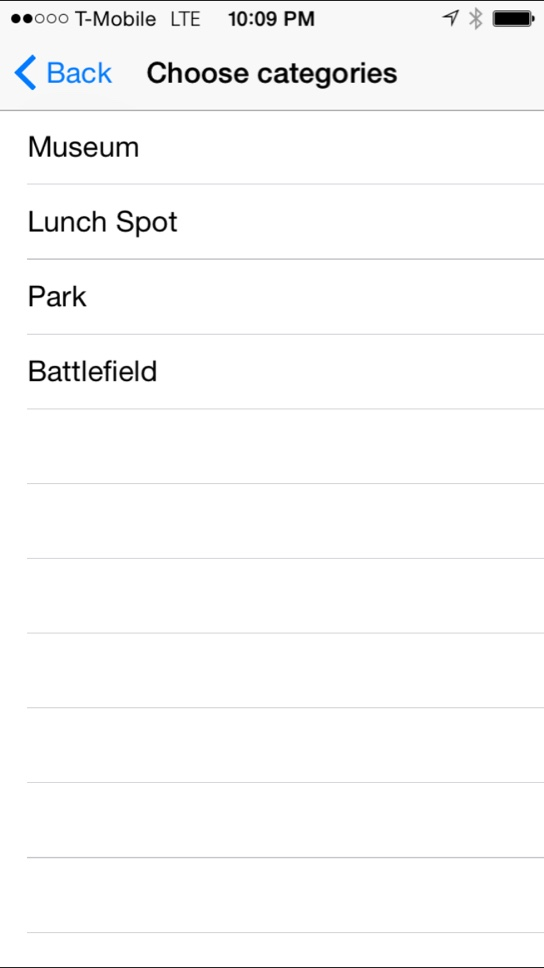 T-Mobile LTE 10:09 PM
Back Choose categories
Museum
Lunch Spot
Park
Battlefield